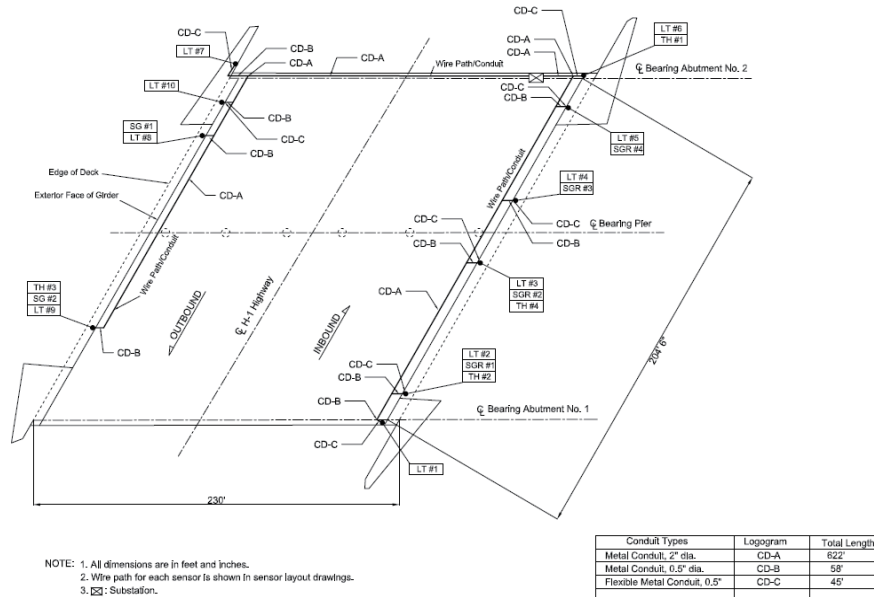 CD-C
LT #6
TH #1
CD-C
LT #7
CD-B
CD-A
CD-A
CD-A
CD-A
Wire Path/Conduit
℄ Bearing Abutment No. 2
LT #10
CD-C
CD-B
CD-B
CD-C
SG #1
LT #8
CD-B
LT #5
SGR #4
Edge of Deck
Exterior Face of Girder
CD-A
Wire Path/Conduit
LT #4
SGR #3
CD-C
CD-C
CD-B
℄ Bearing Pier
CD-B
Wire Path/Conduit
TH #3
SG #2
LT #9
OUTBOUND
℄ H-1 Highway
INBOUND
CD-A
LT #3
SGR #2
TH #4
CD-B
CD-C
CD-B
LT #2
SGR #1
TH #2
204' 6"
CD-B
℄ Bearing Abutment No. 1
CD-C
LT #1
230'
NOTE: 1. All dimensions are in feet and inches.
2. Wire path for each sensor is shown in sensor layout drawings.
3. : Substation.
Conduit Types Logogram Total Length
Metal Conduit, 2" dia. CD-A 622'
Metal Conduit, 0.5" dia. CD-B 58'
Flexible Metal Conduit, 0.5" CD-C 45'